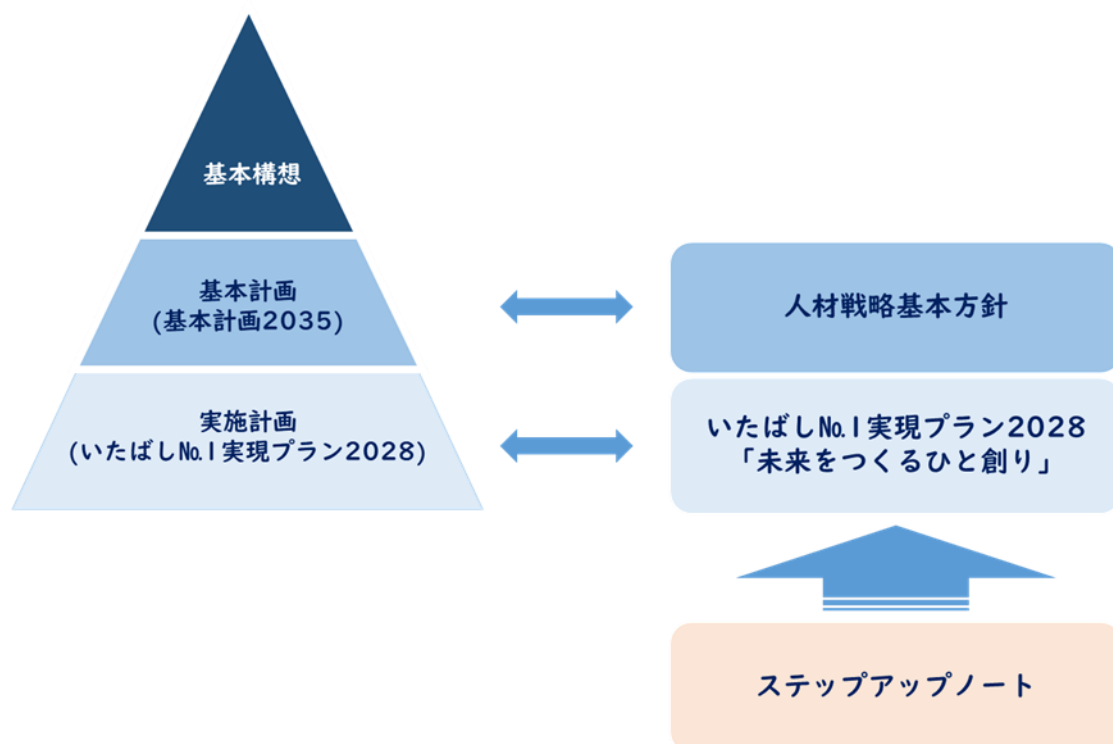 基本構想
基本計画
(基本計画2035)
人材戦略基本方針
実施計画
(いたばし№1実現プラン2028)
いたばし№1実現プラン2028
「未来をつくるひと創り」
ステップアップノート